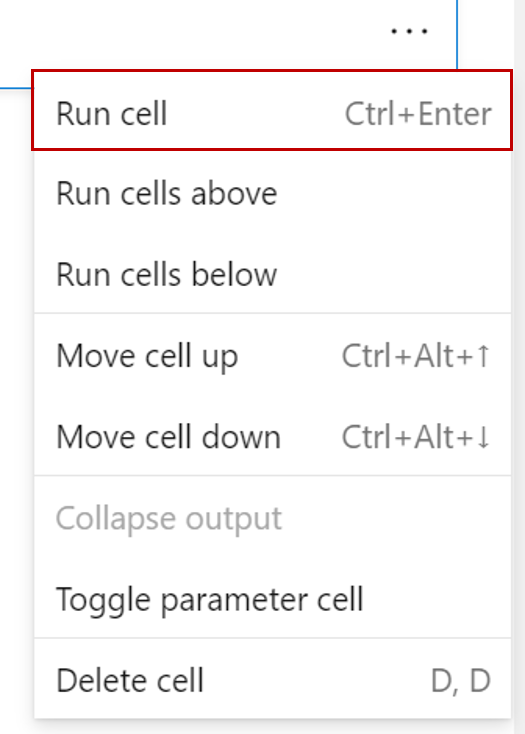 ...
Run cell Ctrl+Enter
Run cells above
Run cells below
Move cell up Ctrl+Alt+↑
Move cell down Ctrl+Alt+↓
Collapse output
Toggle parameter cell
Delete cell D, D